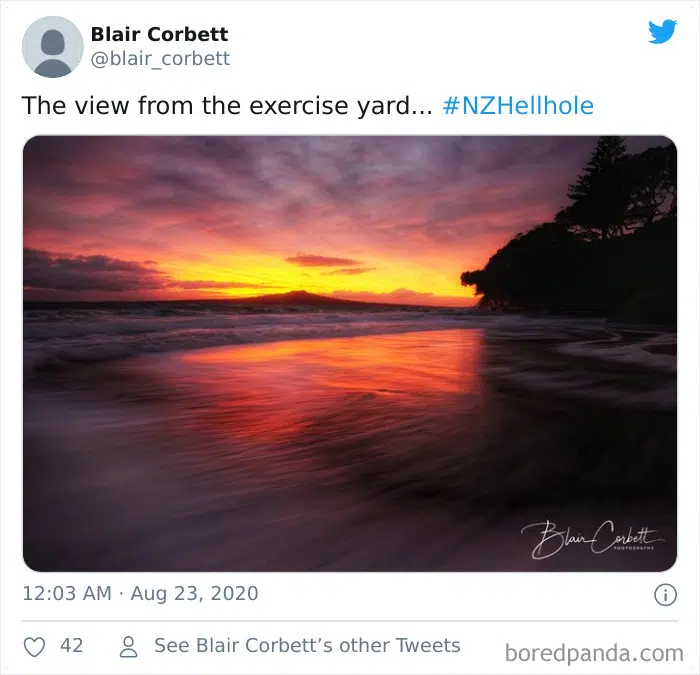 Blair Corbett
@blair_corbett
The view from the exercise yard... #NZHellhole
Blair Corbett
PHOTOGRAPHY
12:03 AM · Aug 23, 2020
42
See Blair Corbett’s other Tweets
boredpanda.com